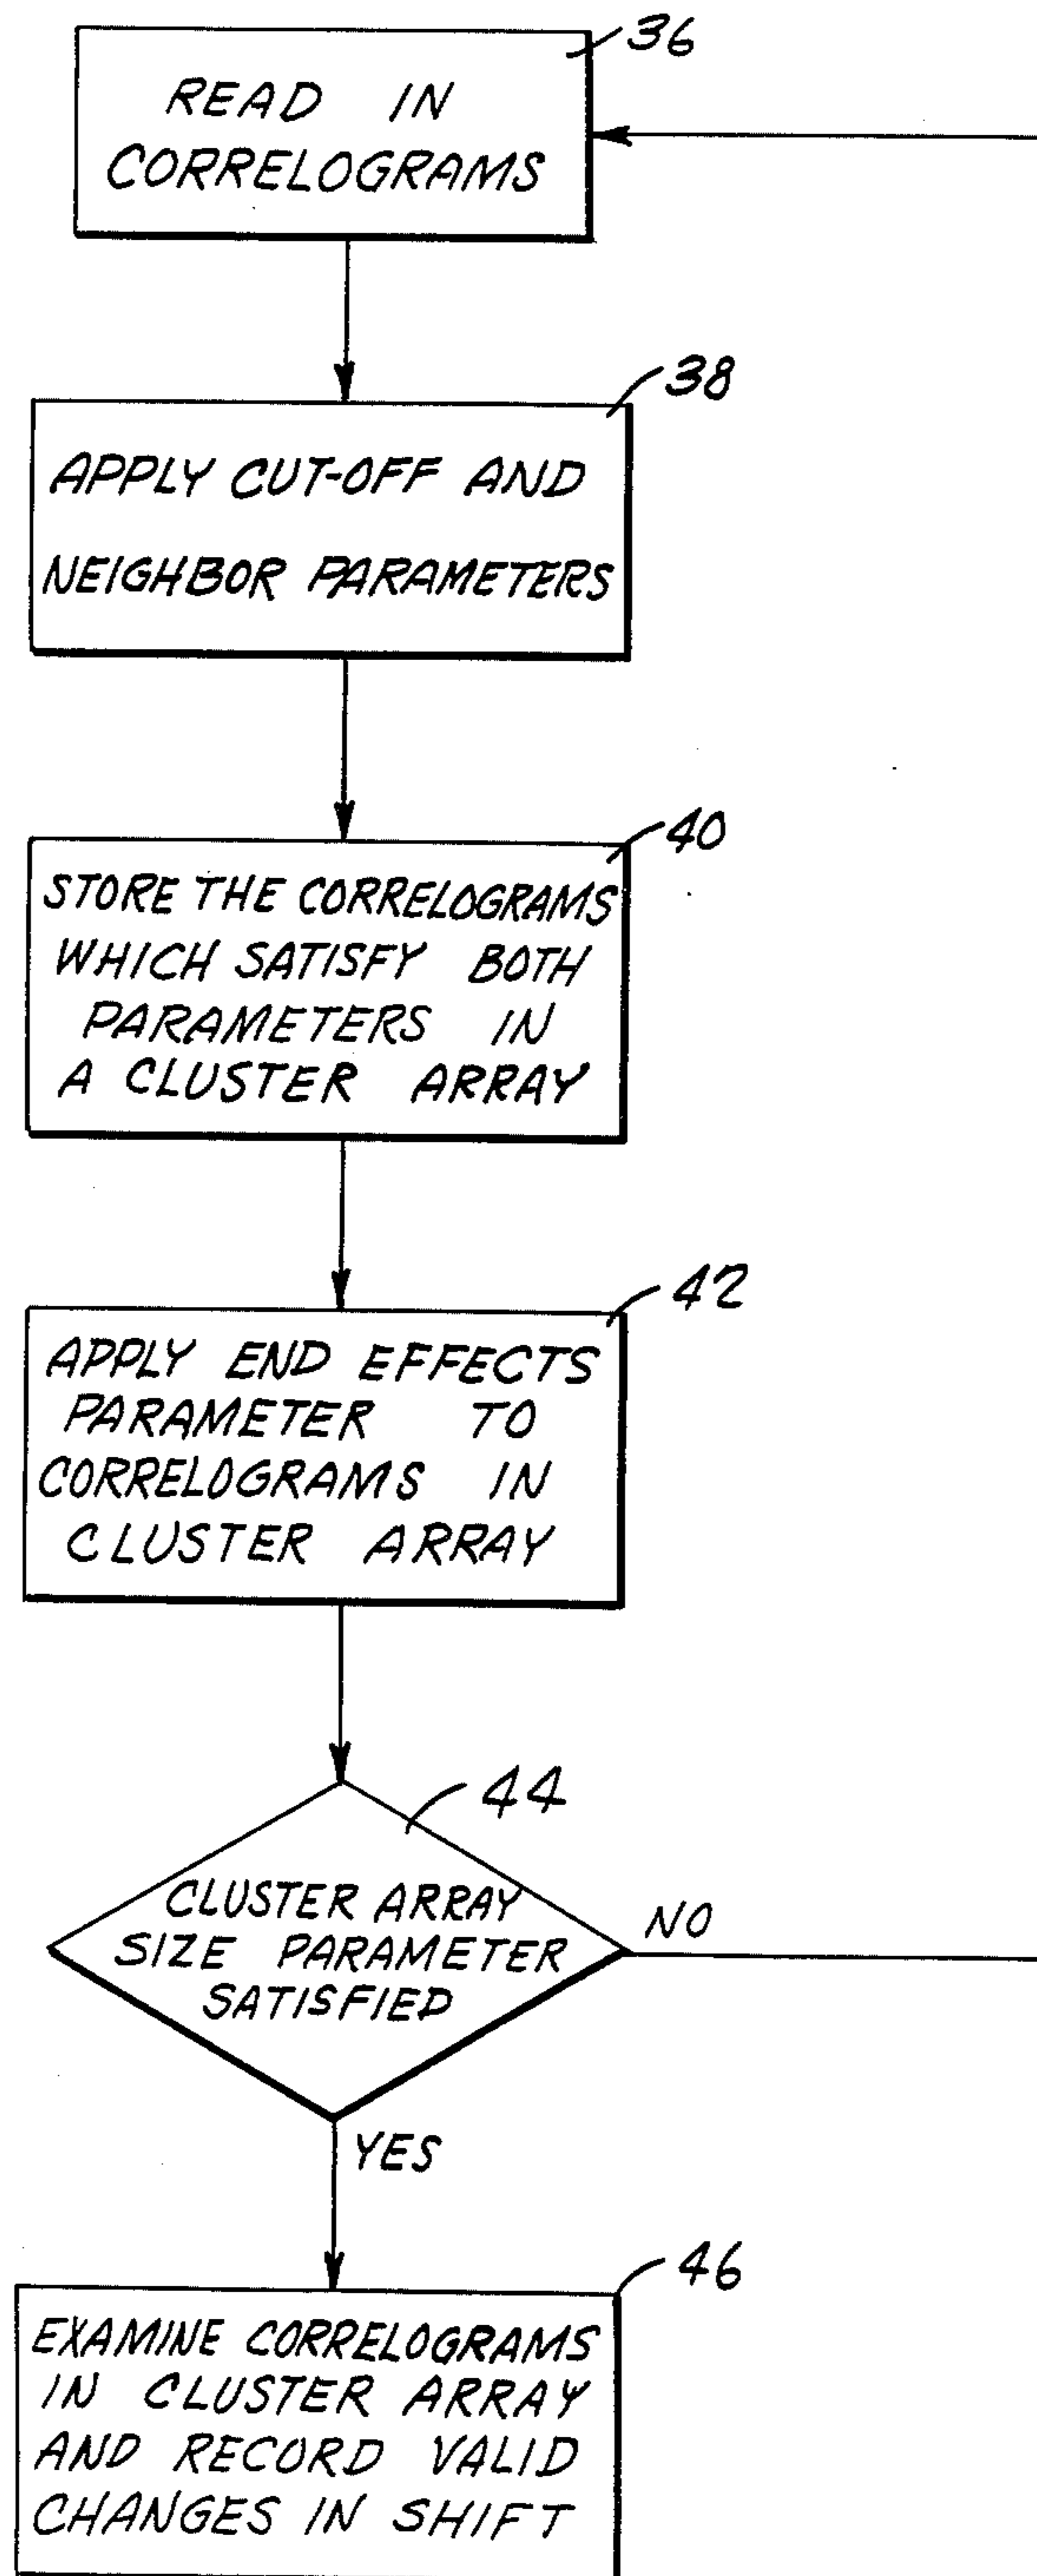 36
READ IN
CORRELOGRAMS
38
APPLY CUT-OFF AND
NEIGHBOR PARAMETERS
40
STORE THE CORRELOGRAMS
WHICH SATISFY BOTH
PARAMETERS IN
A CLUSTER ARRAY
42
APPLY END EFFECTS
PARAMETER TO
CORRELOGRAMS IN
CLUSTER ARRAY
44
CLUSTER ARRAY
SIZE PARAMETER
SATISFIED
NO
YES
46
EXAMINE CORRELOGRAMS
IN CLUSTER ARRAY
AND RECORD VALID
CHANGES IN SHIFT